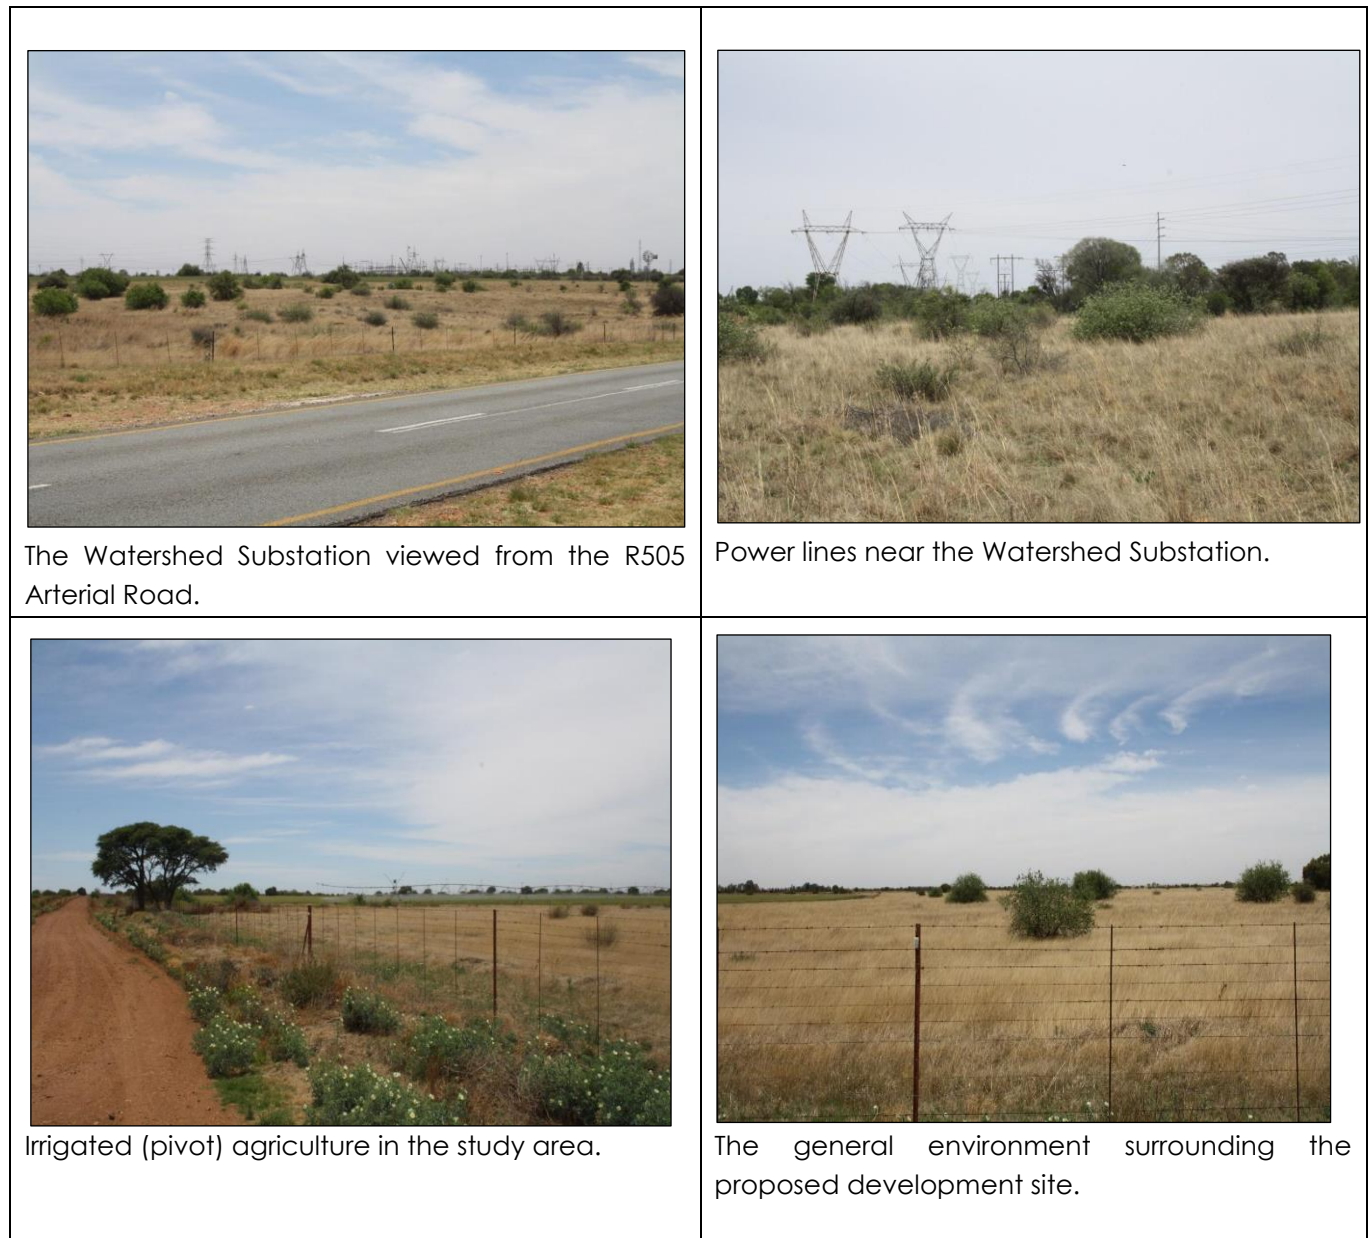 The Watershed Substation viewed from the R505
Arterial Road.
Power lines near the Watershed Substation.
Irrigated (pivot) agriculture in the study area.
The general environment surrounding the
proposed development site.